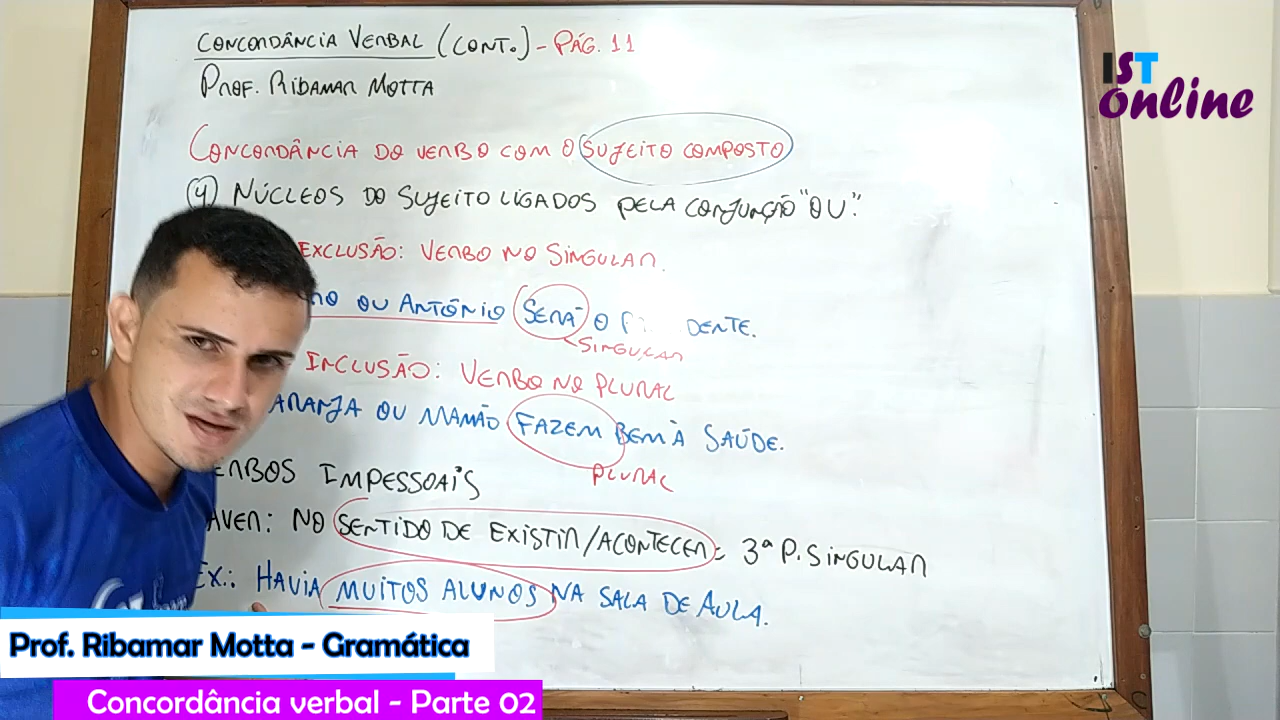 CONCORDÂNCIA VERBAL (CONT.) - PÁG. 11
PROF. RIBAMAR MOTTA
IST
online
CONCORDÂNCIA DO VERBO COM O SUJEITO COMPOSTO
4) NÚCLEOS DO SUJEITO LIGADOS PELA CONJUNÇÃO "OU".
EXCLUSÃO: VERBO NO SINGULAR.
OU ANTÔNIO SERÁ O
SINGULAR
INCLUSÃO: VERBO NO PLURAL
OU MAMÃO FAZEM BEM À SAÚDE.
PLURAL
IMPESSOAIS
NO SENTIDO DE EXISTIR/ACONTECER = 3ª P. SINGULAR
EX.: HAVIA MUITOS ALUNOS NA SALA DE AULA.
Prof. Ribamar Motta - Gramática
Concordância verbal - Parte 02